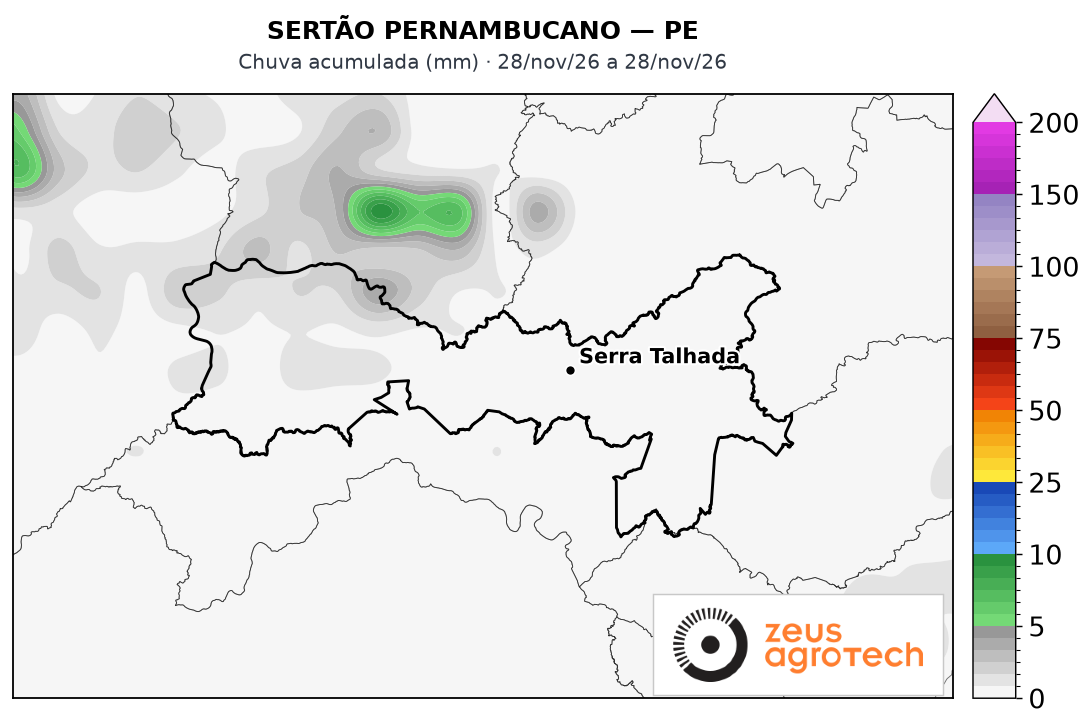 SERTÃO PERNAMBUCANO — PE
Chuva acumulada (mm) · 28/nov/26 a 28/nov/26
200
150
100
75
50
25
10
5
0
Serra Talhada
zeus
agrotech